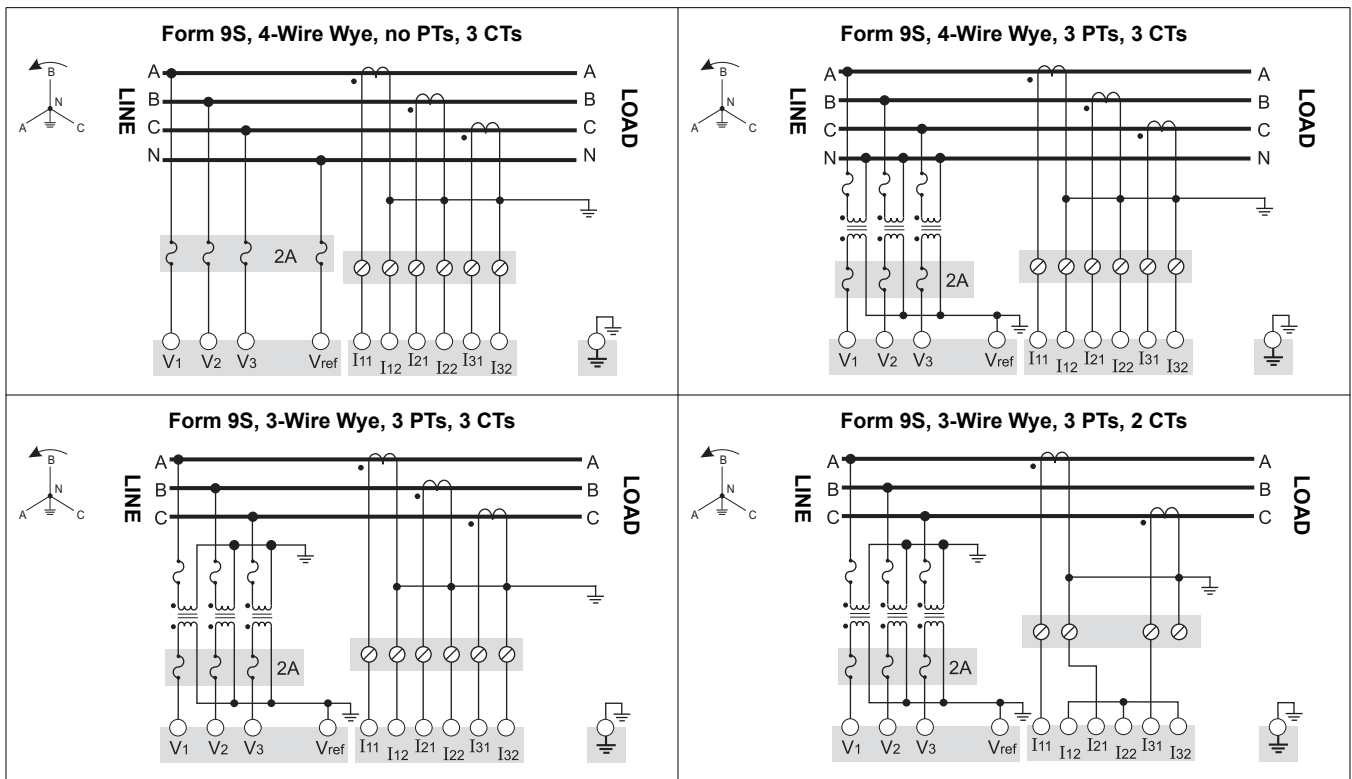 Form 9S, 4-Wire Wye, no PTs, 3 CTs
B
N
A
C
LINE
A
B
C
N
A
B
C
N
LOAD
2A
V1 V2 V3 Vref I11 I12 I21 I22 I31 I32
Form 9S, 4-Wire Wye, 3 PTs, 3 CTs
B
N
A
C
LINE
A
B
C
N
A
B
C
N
LOAD
2A
V1 V2 V3 Vref I11 I12 I21 I22 I31 I32
Form 9S, 3-Wire Wye, 3 PTs, 3 CTs
B
N
A
C
LINE
A
B
C
A
B
C
LOAD
2A
V1 V2 V3 Vref I11 I12 I21 I22 I31 I32
Form 9S, 3-Wire Wye, 3 PTs, 2 CTs
B
N
A
C
LINE
A
B
C
A
B
C
LOAD
2A
V1 V2 V3 Vref I11 I12 I21 I22 I31 I32